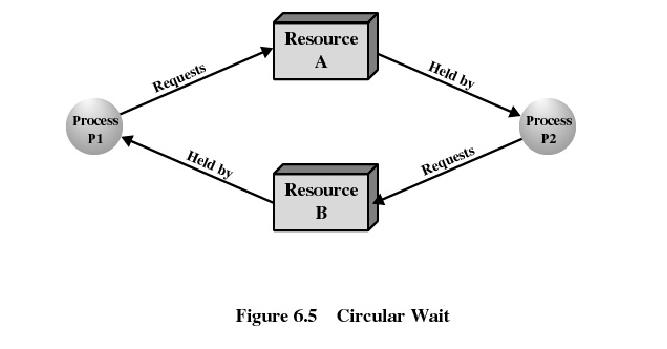 Resource
A
Requests
Held by
Process
P1
Process
P2
Held by
Requests
Resource
B
Figure 6.5 Circular Wait